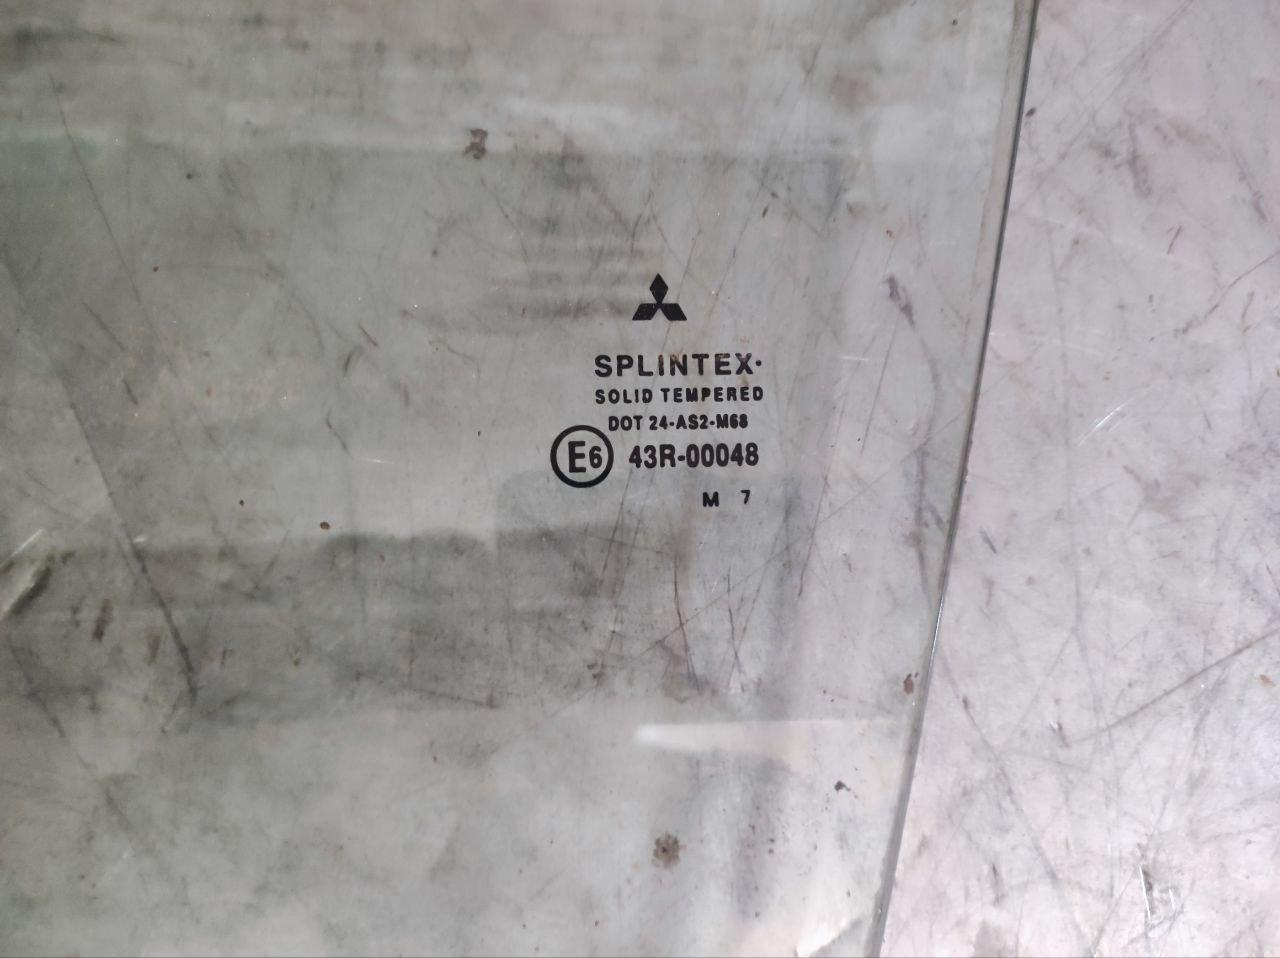 SPLINTEX·
SOLID TEMPERED
DOT 24-AS2-M68
E6 43R-00048
M 7